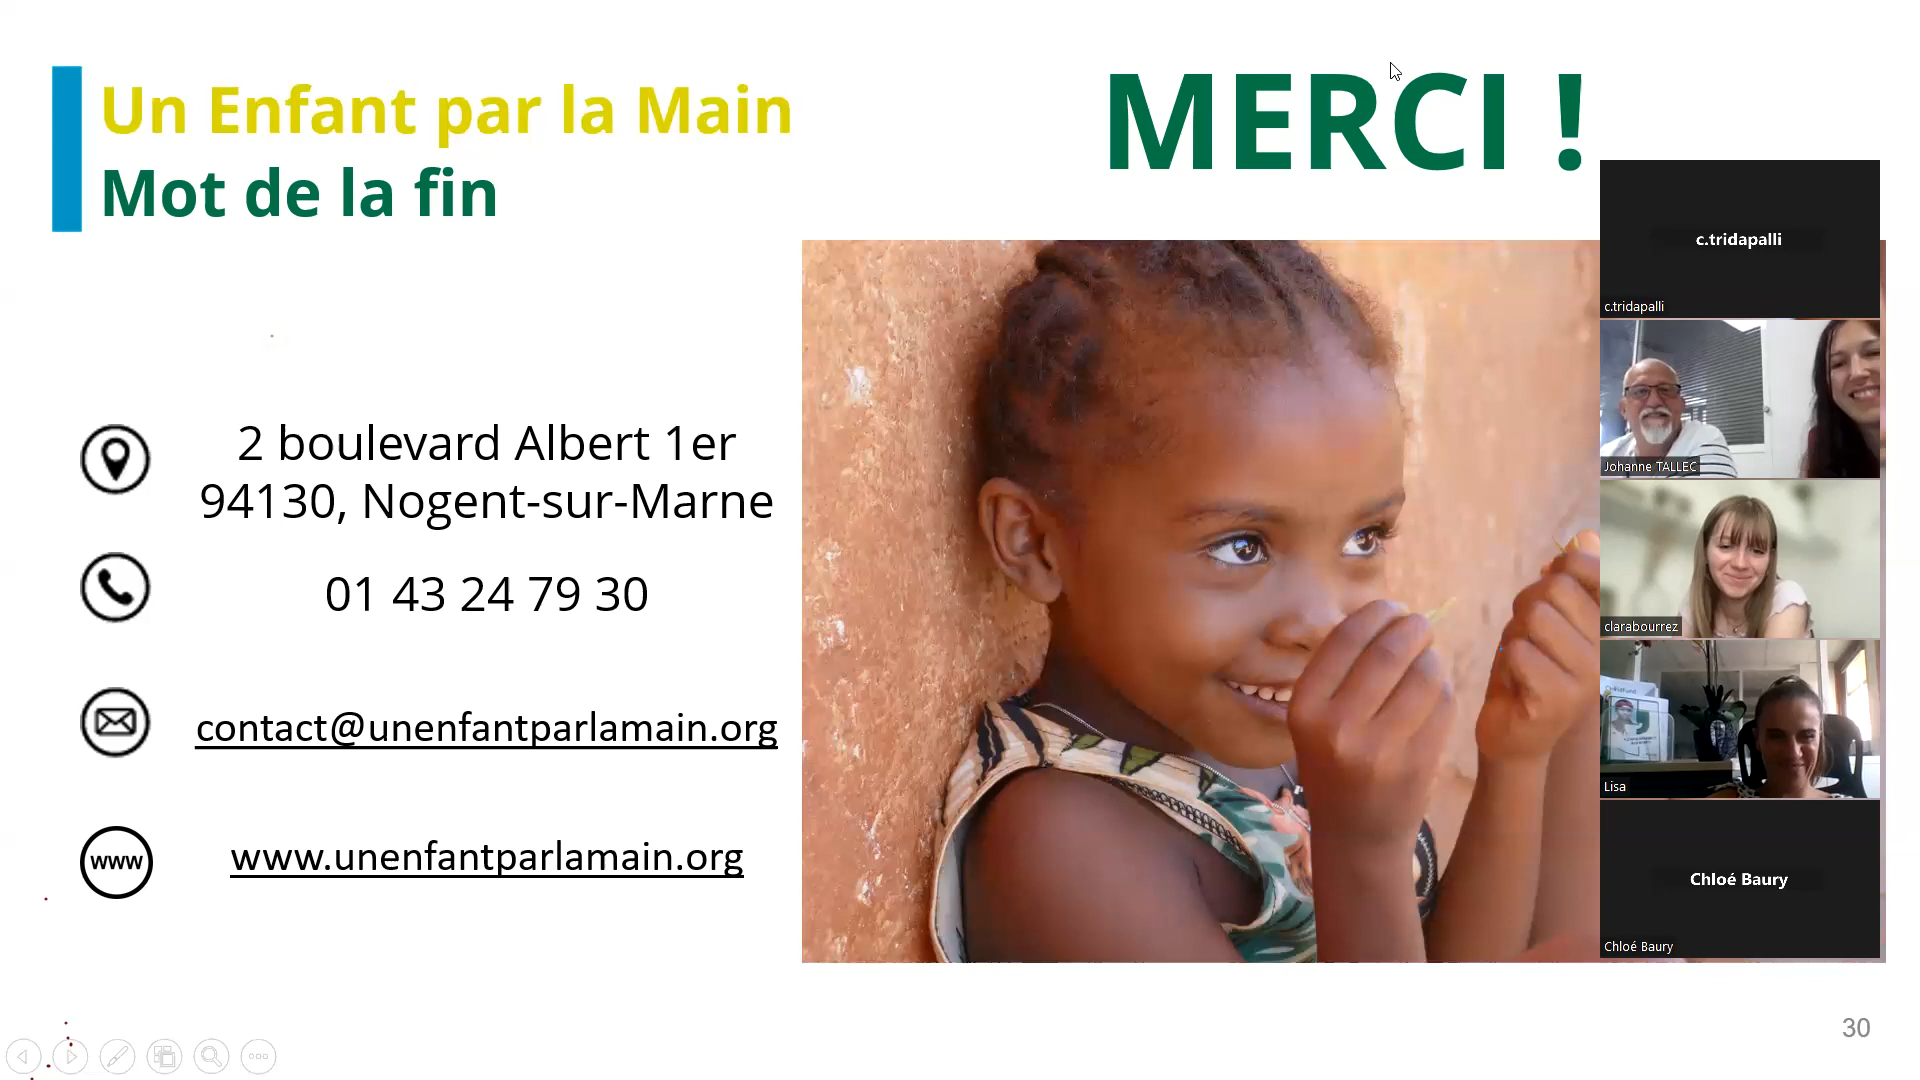 Un Enfant par la Main
Mot de la fin
MERCI !
2 boulevard Albert 1er
94130, Nogent-sur-Marne
01 43 24 79 30
contact@unenfantparlamain.org
www
www.unenfantparlamain.org
c.tridapalli
c.tridapalli
Johanne TALLEC
clarabourrez
Lisa
Chloé Baury
Chloé Baury
30